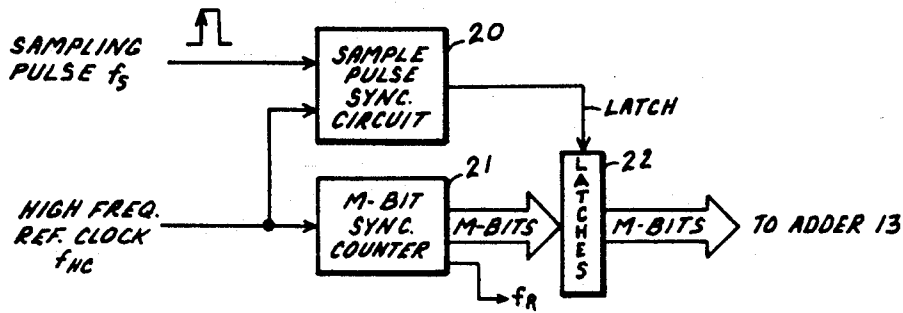 SAMPLING
PULSE fS
SAMPLE
PULSE
SYNC.
CIRCUIT
20
LATCH
HIGH FREQ.
REF. CLOCK
fHC
M-BIT
SYNC.
COUNTER
21
M-BITS
fR
LATCHES
22
M-BITS
TO ADDER 13